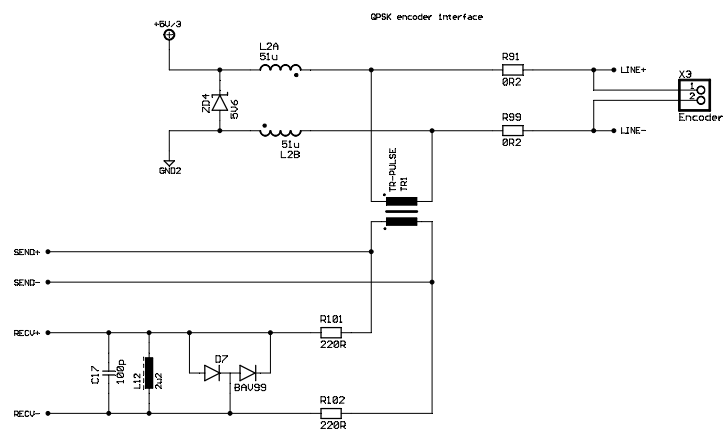 QPSK encoder interface
+5V/3
L2A
51u
R91
0R2
LINE+
X3
1
2
Encoder
ZD4
5V6
R99
0R2
LINE-
51u
L2B
GND2
TR-PULSE
TR1
SEND+
SEND-
RECV+
R101
220R
C17
100p
L12
2u2
D7
BAV99
R102
220R
RECV-